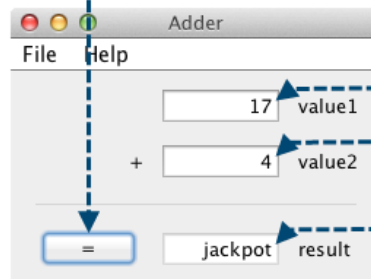 Adder
File Help
17 value1
+ 4 value2
= jackpot result